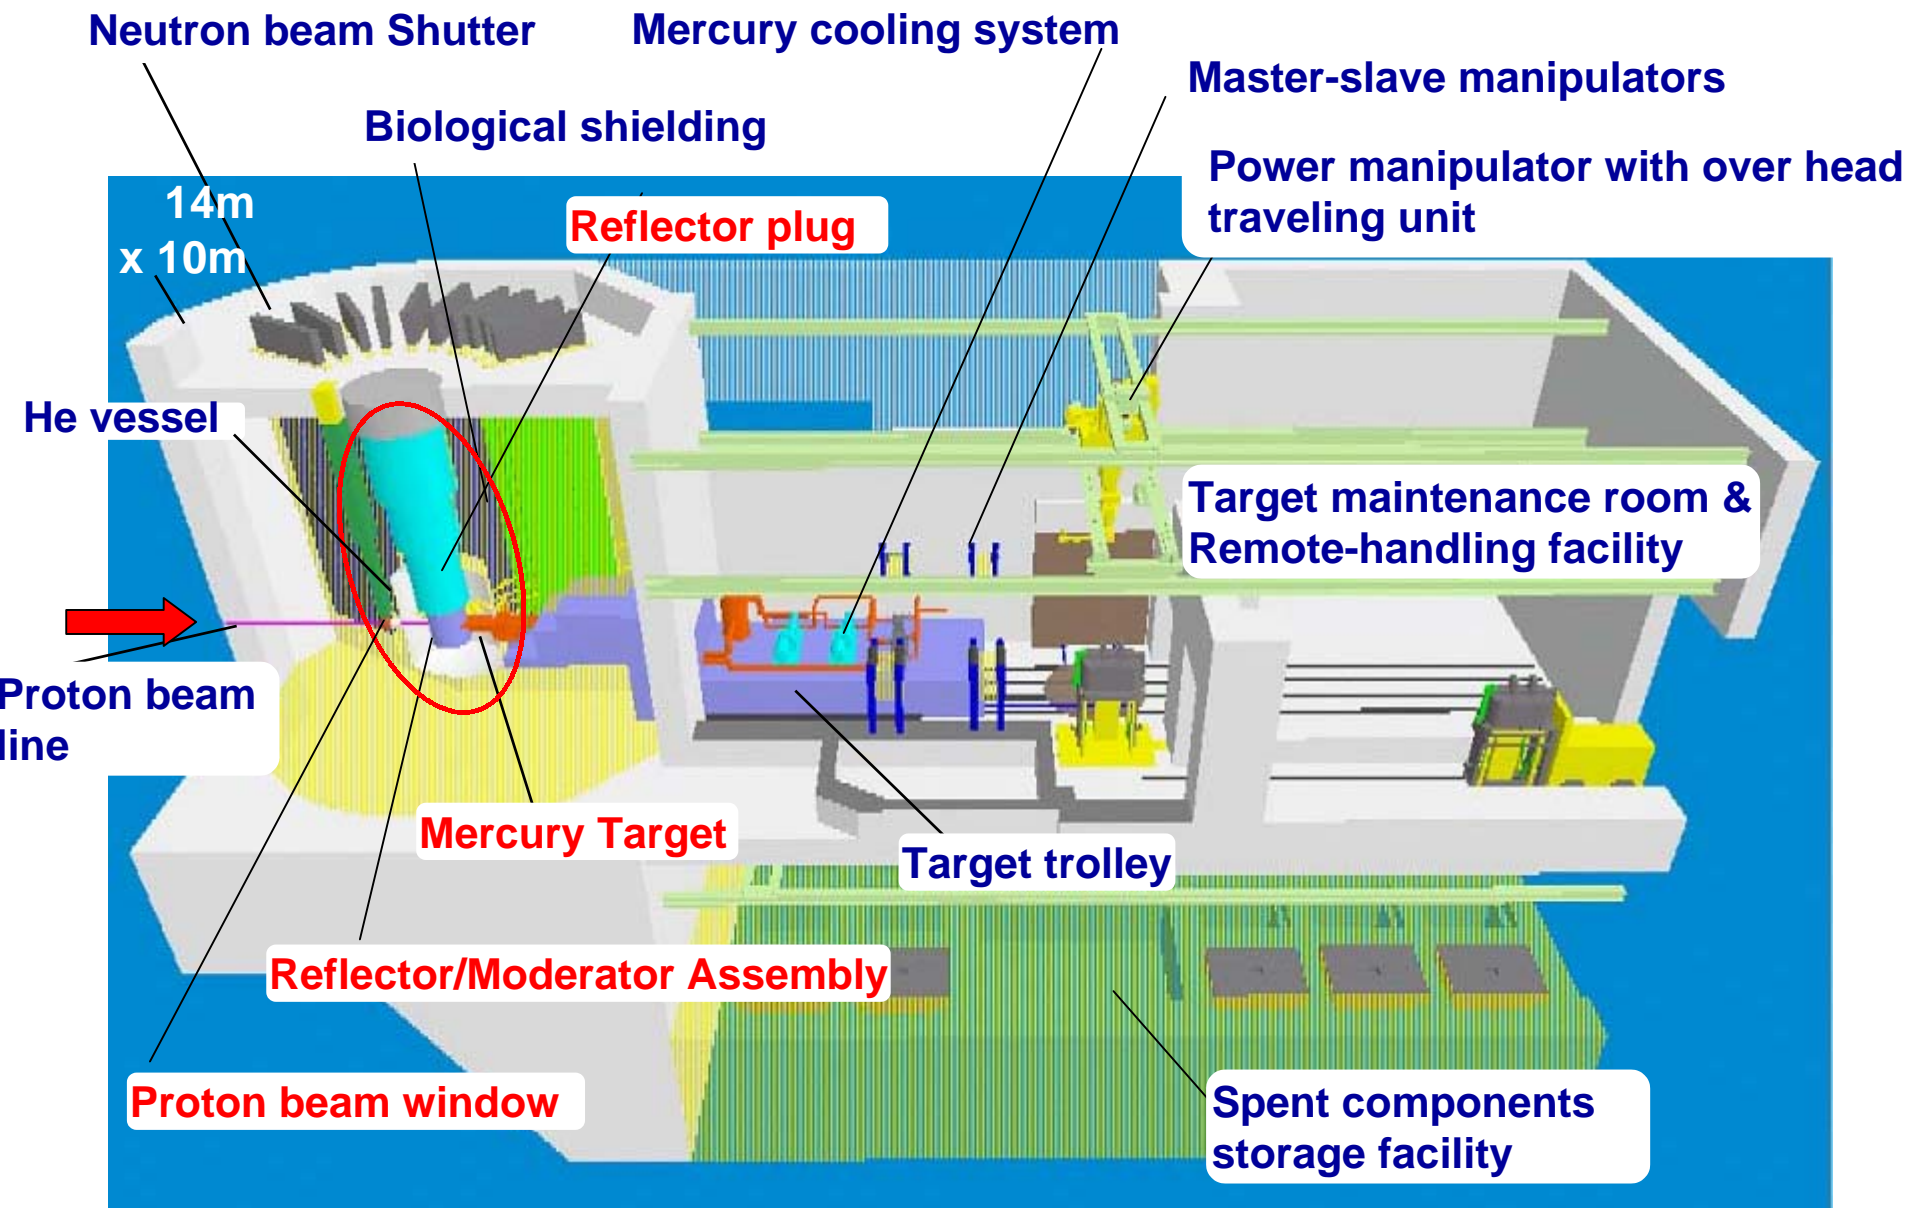 Neutron beam Shutter
Mercury cooling system
Master-slave manipulators
Biological shielding
Power manipulator with over head
traveling unit
14m
x 10m
Reflector plug
He vessel
Target maintenance room &
Remote-handling facility
Proton beam
line
Mercury Target
Target trolley
Reflector/Moderator Assembly
Proton beam window
Spent components
storage facility